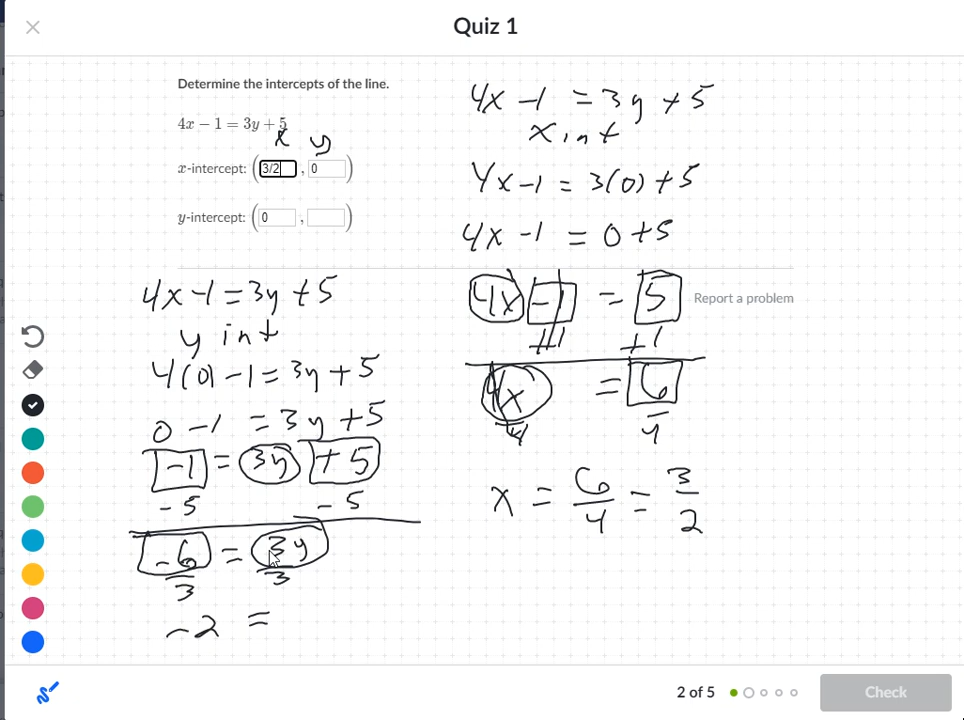 Quiz 1
Determine the intercepts of the line.
4x − 1 = 3y + 5
x y
x-intercept: (3/2, 0)
y-intercept: (0, )
4x -1 = 3y +5
x int
4x -1 = 3(0) +5
4x -1 = 0 +5
4x -1 = 5
+1 +1
4x = 6
4 4
x = 6/4 = 3/2
Report a problem
4x -1 = 3y +5
y int
4(0) -1 = 3y +5
0 -1 = 3y +5
-1 = 3y +5
-5 -5
-6 = 3y
3 3
-2 =
2 of 5
Check